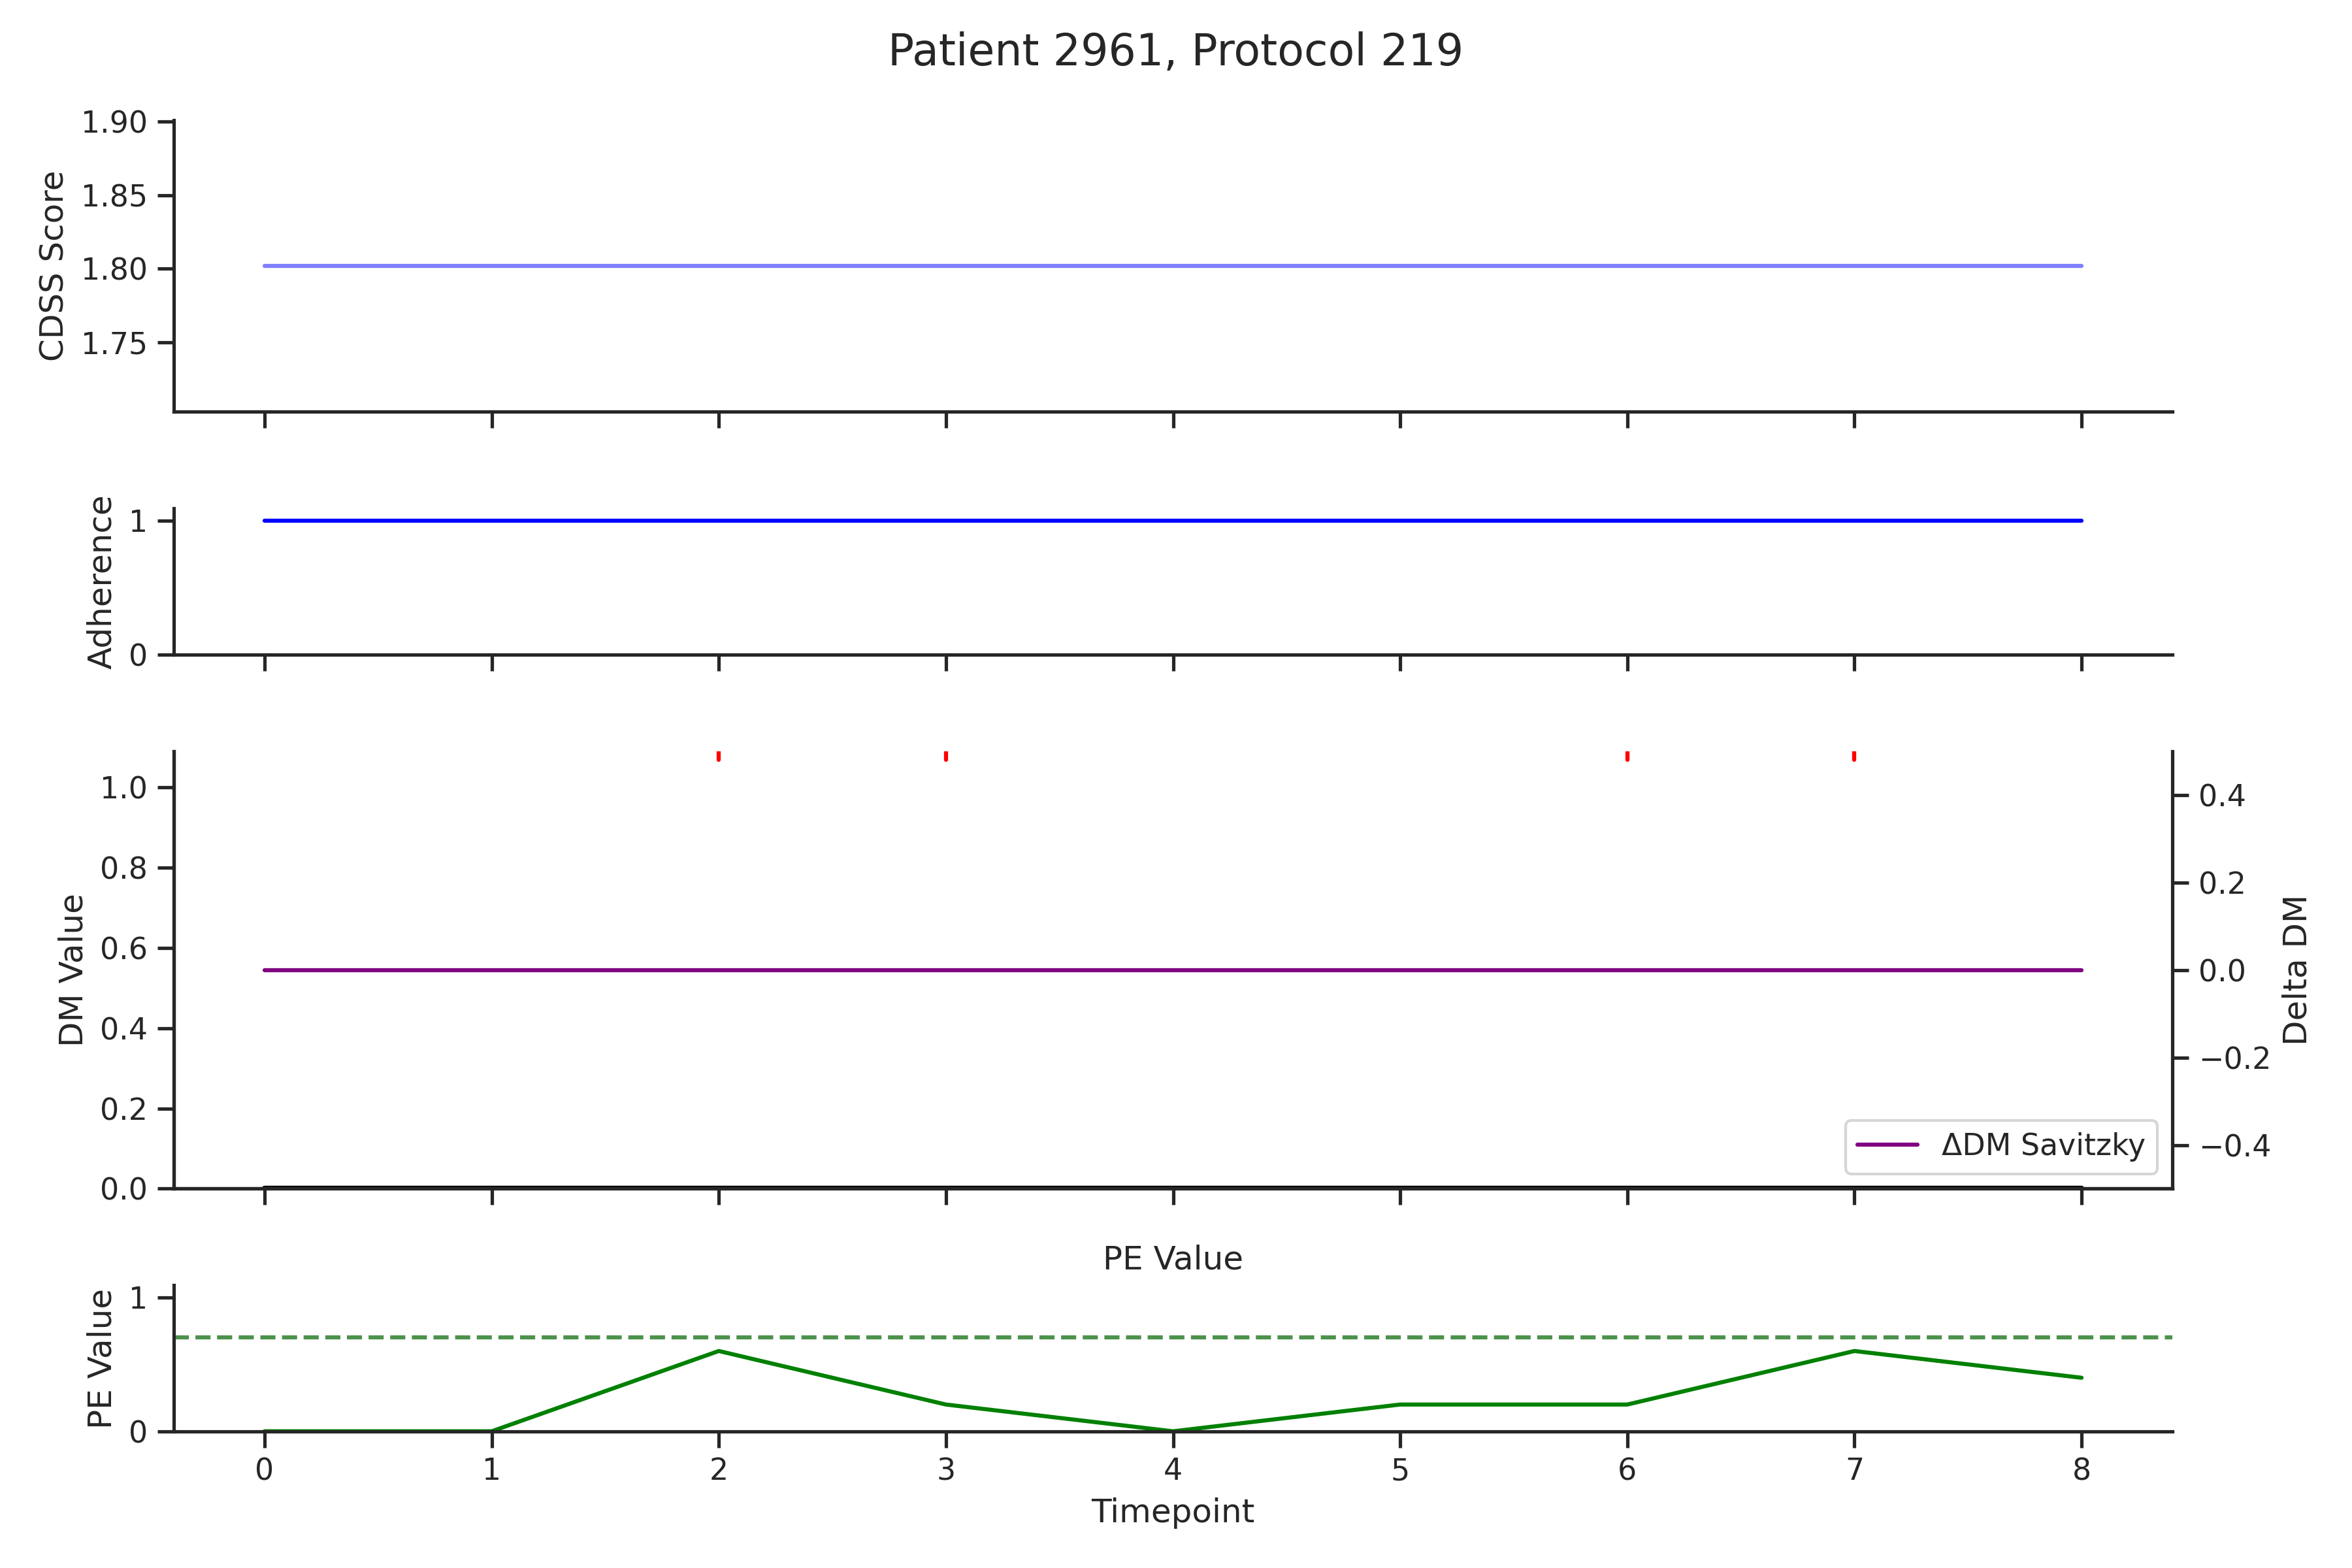 Patient 2961, Protocol 219
CDSS Score
1.90
1.85
1.80
1.75
Adherence
1
0
DM Value
1.0
0.8
0.6
0.4
0.2
0.0
Delta DM
0.4
0.2
0.0
−0.2
−0.4
ΔDM Savitzky
PE Value
PE Value
1
0
0 1 2 3 4 5 6 7 8
Timepoint